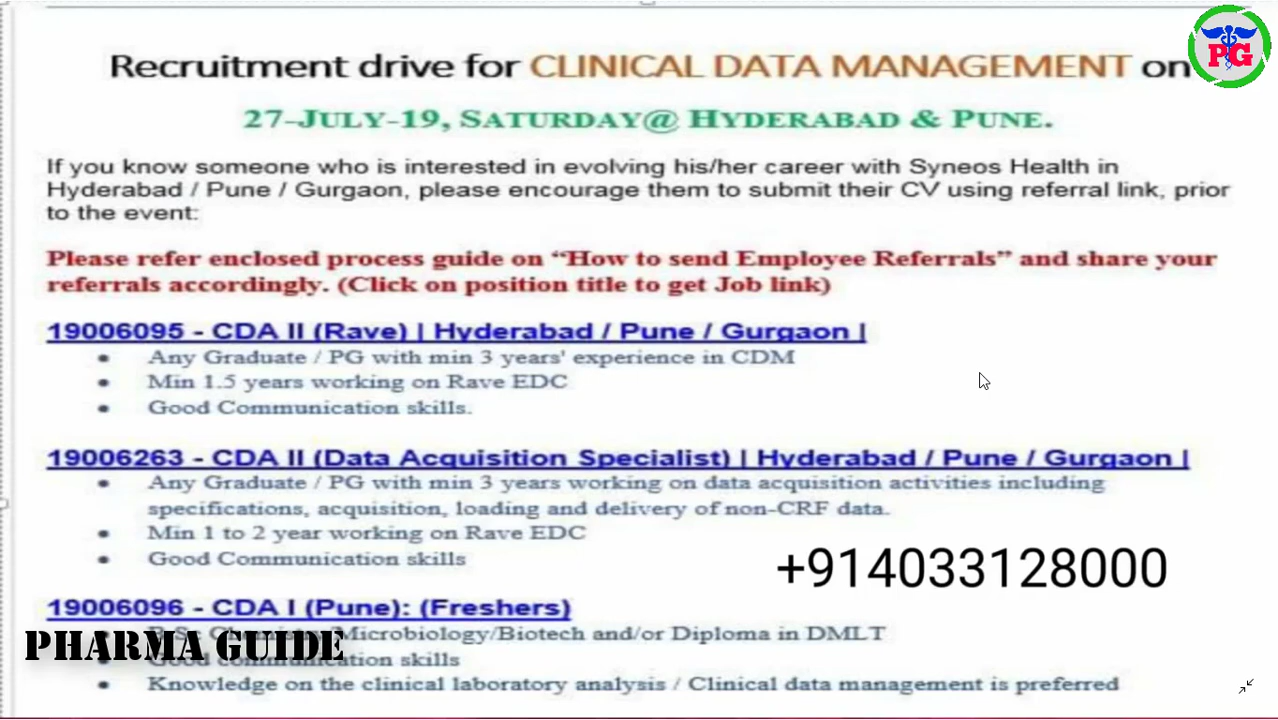 PG
Recruitment drive for CLINICAL DATA MANAGEMENT on
27-JULY-19, SATURDAY@ HYDERABAD & PUNE.
If you know someone who is interested in evolving his/her career with Syneos Health in
Hyderabad / Pune / Gurgaon, please encourage them to submit their CV using referral link, prior
to the event:
Please refer enclosed process guide on “How to send Employee Referrals” and share your
referrals accordingly. (Click on position title to get Job link)
19006095 - CDA II (Rave) | Hyderabad / Pune / Gurgaon |
• Any Graduate / PG with min 3 years' experience in CDM
• Min 1.5 years working on Rave EDC
• Good Communication skills.
19006263 - CDA II (Data Acquisition Specialist) | Hyderabad / Pune / Gurgaon |
• Any Graduate / PG with min 3 years working on data acquisition activities including
specifications, acquisition, loading and delivery of non-CRF data.
• Min 1 to 2 year working on Rave EDC
• Good Communication skills
+914033128000
19006096 - CDA I (Pune): (Freshers)
/Microbiology/Biotech and/or Diploma in DMLT
PHARMA GUIDE
Good communication skills
• Knowledge on the clinical laboratory analysis / Clinical data management is preferred